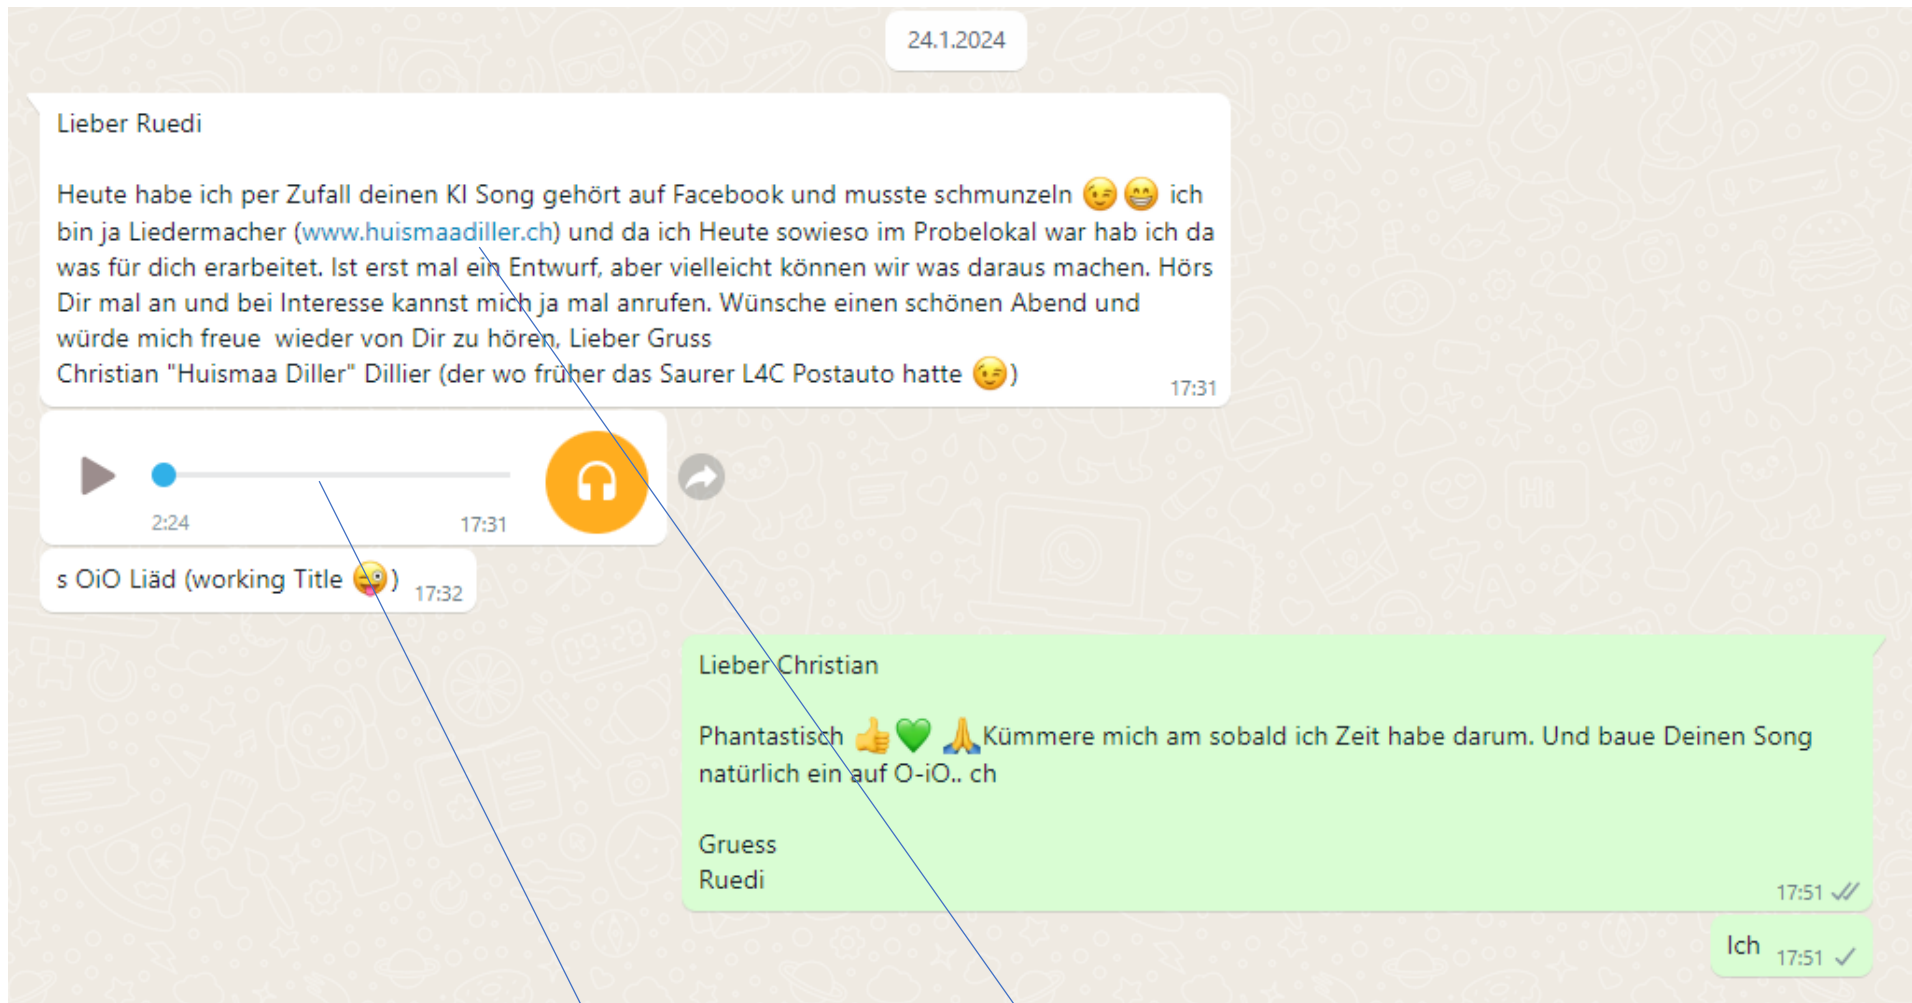 24.1.2024
Lieber Ruedi
Heute habe ich per Zufall deinen KI Song gehört auf Facebook und musste schmunzeln 😉 😁 ich
bin ja Liedermacher (www.huismaadiller.ch) und da ich Heute sowieso im Probelokal war hab ich da
was für dich erarbeitet. Ist erst mal ein Entwurf, aber vielleicht können wir was daraus machen. Hörs
Dir mal an und bei Interesse kannst mich ja mal anrufen. Wünsche einen schönen Abend und
würde mich freue  wieder von Dir zu hören, Lieber Gruss
Christian "Huismaa Diller" Dillier (der wo früher das Saurer L4C Postauto hatte 😉)
17:31
2:24
17:31
s OiO Liäd (working Title 😜) 17:32
Lieber Christian
Phantastisch 👍💚 🙏Kümmere mich am sobald ich Zeit habe darum. Und baue Deinen Song
natürlich ein auf O-iO.. ch
Gruess
Ruedi
17:51
Ich 17:51